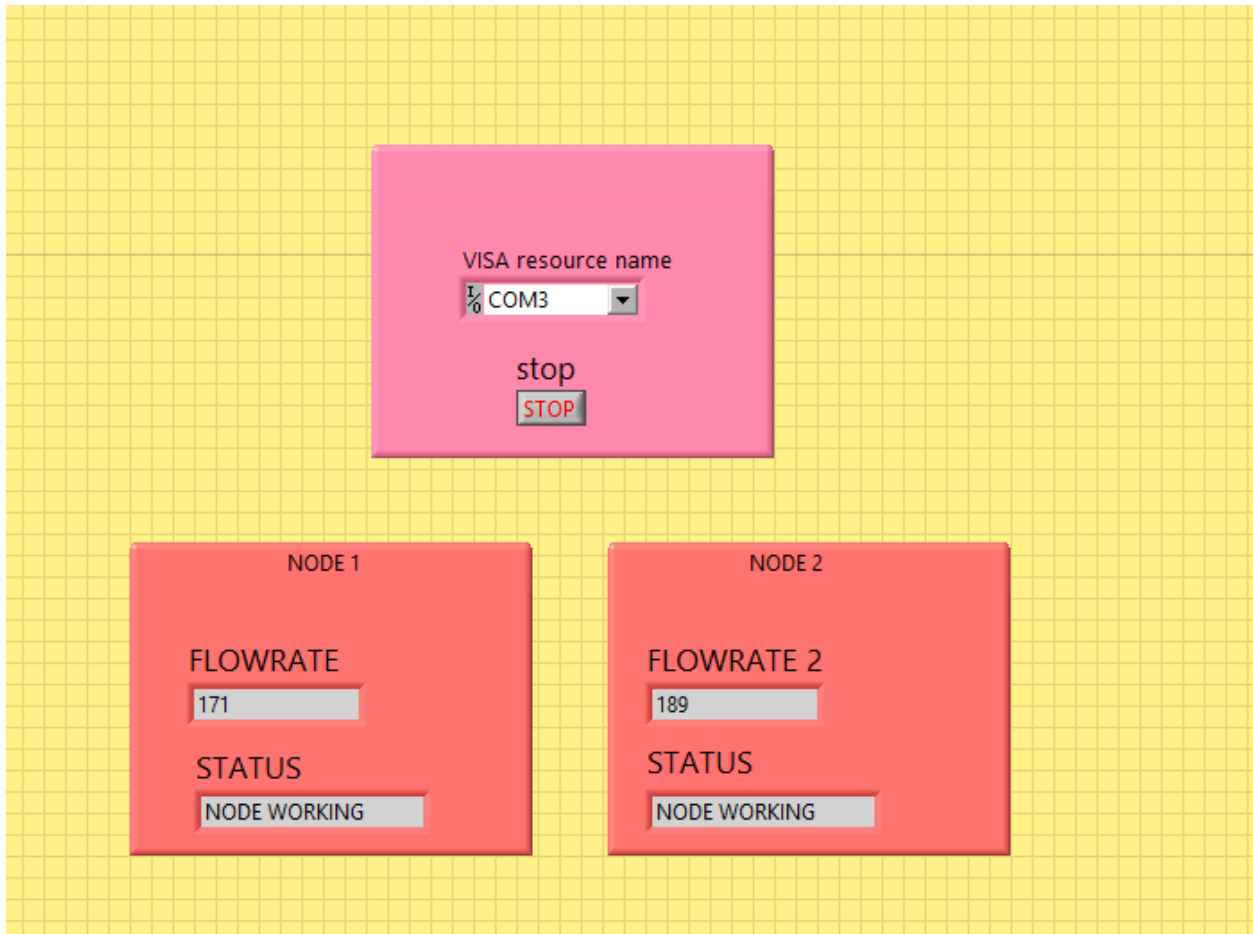 VISA resource name
I/O COM3
stop
STOP
NODE 1
FLOWRATE
171
STATUS
NODE WORKING
NODE 2
FLOWRATE 2
189
STATUS
NODE WORKING